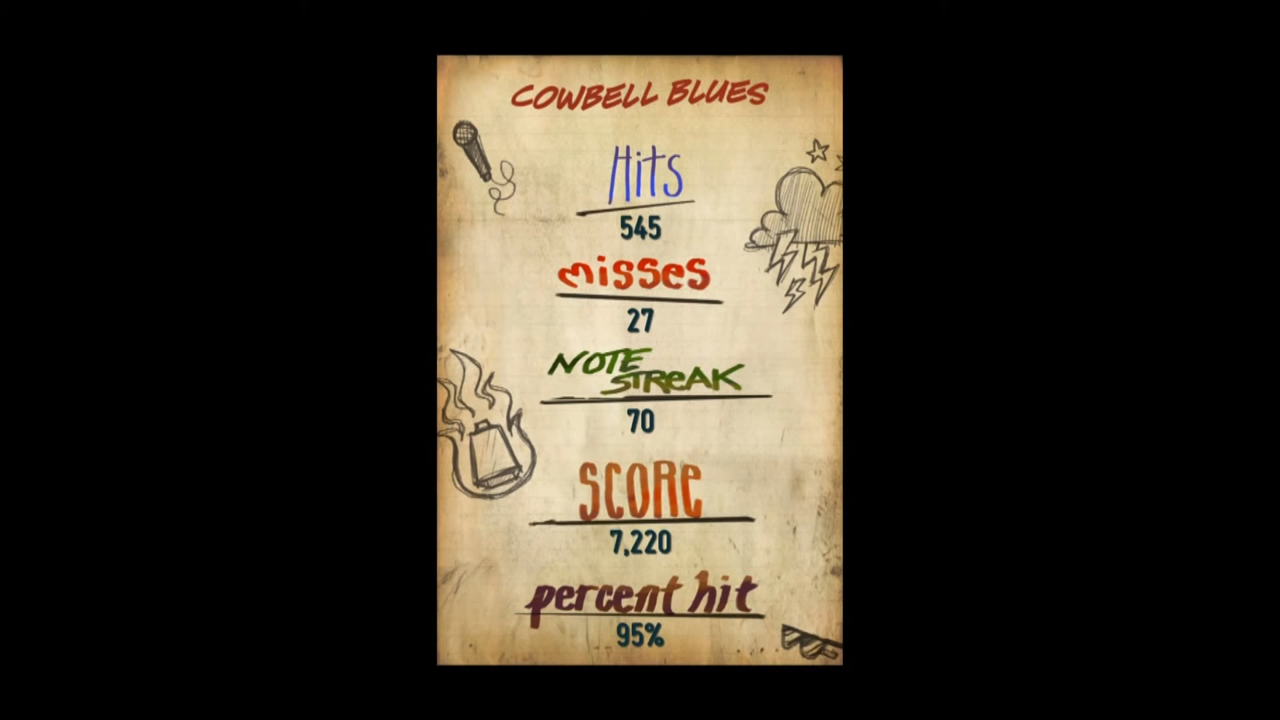 COWBELL BLUES
Hits
545
misses
27
NOTE
STReAK
70
SCORe
7,220
percent hit
95%